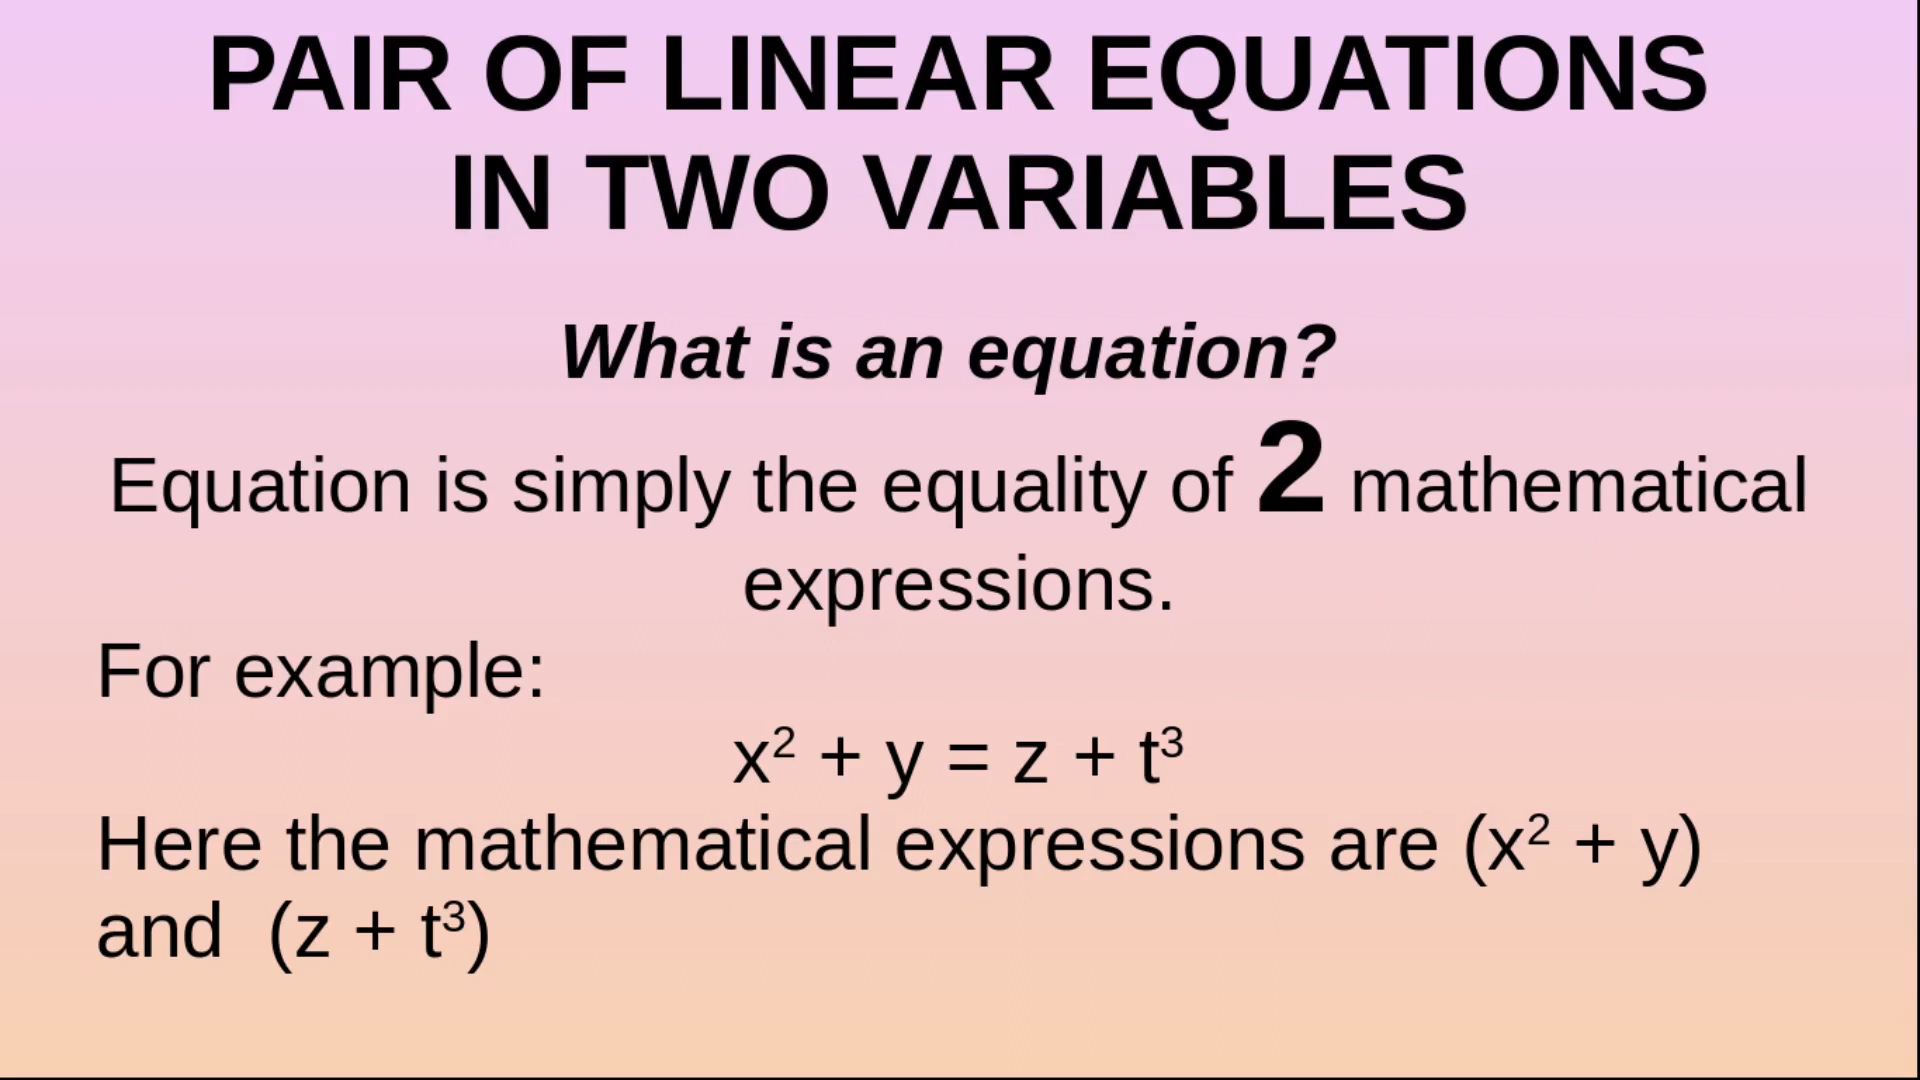 PAIR OF LINEAR EQUATIONS
IN TWO VARIABLES
What is an equation?
Equation is simply the equality of 2 mathematical
expressions.
For example:
x² + y = z + t³
Here the mathematical expressions are (x² + y)
and (z + t³)